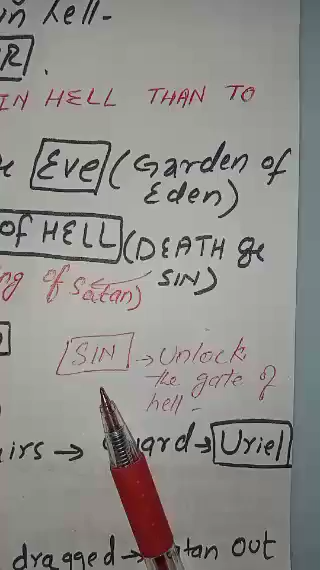 in hell-
R .
IN HELL THAN TO
Eve (Garden of
Eden)
of HELL (DEATH &
SIN)
ng of Satan)
SIN → Unlock
the gate of
hell -
irs → ard → Uriel
dragged → tan Out